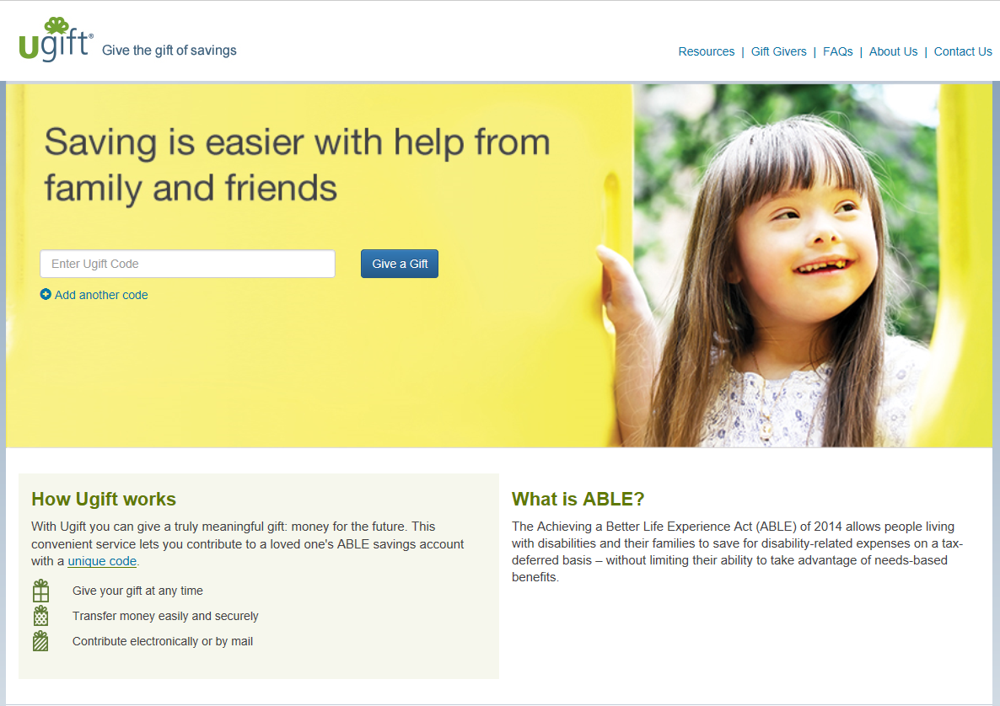 ugift® Give the gift of savings
Resources | Gift Givers | FAQs | About Us | Contact Us
Saving is easier with help from
family and friends
Enter Ugift Code
Give a Gift
Add another code
How Ugift works
With Ugift you can give a truly meaningful gift: money for the future. This
convenient service lets you contribute to a loved one's ABLE savings account
with a unique code.
Give your gift at any time
Transfer money easily and securely
Contribute electronically or by mail
What is ABLE?
The Achieving a Better Life Experience Act (ABLE) of 2014 allows people living
with disabilities and their families to save for disability-related expenses on a tax-
deferred basis – without limiting their ability to take advantage of needs-based
benefits.